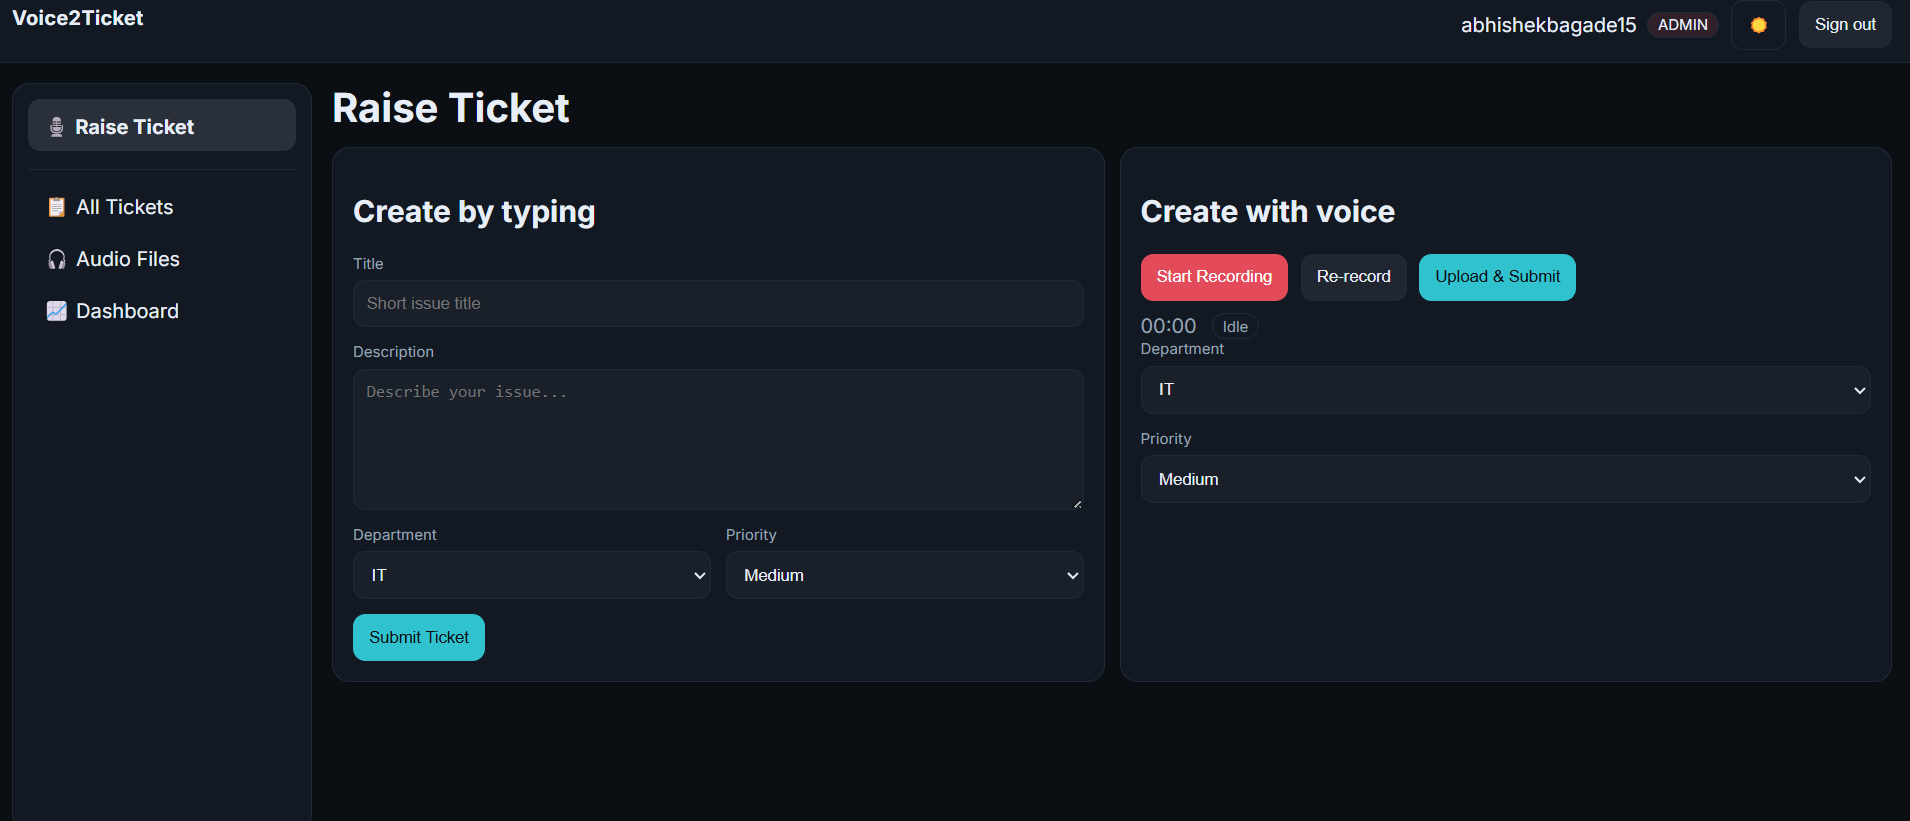 Voice2Ticket
abhishekbagade15 ADMIN Sign out
Raise Ticket
All Tickets
Audio Files
Dashboard
Raise Ticket
Create by typing
Title
Short issue title
Description
Describe your issue...
Department Priority
IT Medium
Submit Ticket
Create with voice
Start Recording Re-record Upload & Submit
00:00 Idle
Department
IT
Priority
Medium